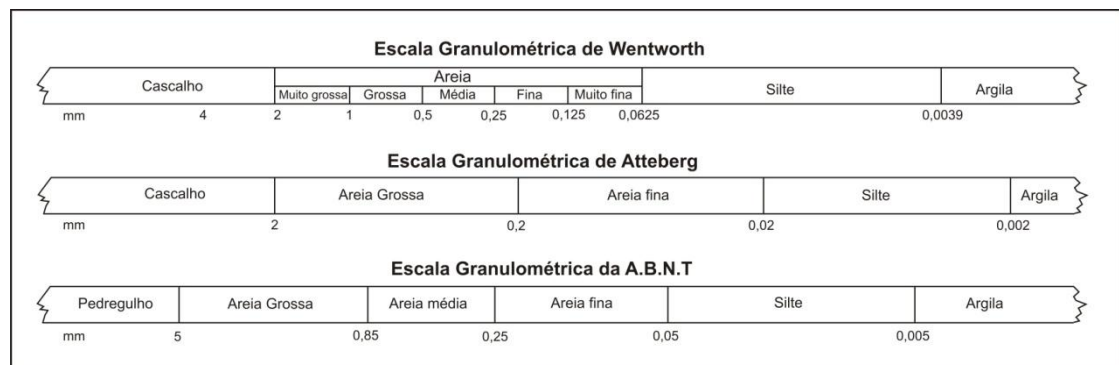 Escala Granulométrica de Wentworth
Cascalho Areia Silte Argila
Muito grossa Grossa Média Fina Muito fina
mm 4 2 1 0,5 0,25 0,125 0,0625 0,0039
Escala Granulométrica de Atteberg
Cascalho Areia Grossa Areia fina Silte Argila
mm 2 0,2 0,02 0,002
Escala Granulométrica da A.B.N.T
Pedregulho Areia Grossa Areia média Areia fina Silte Argila
mm 5 0,85 0,25 0,05 0,005